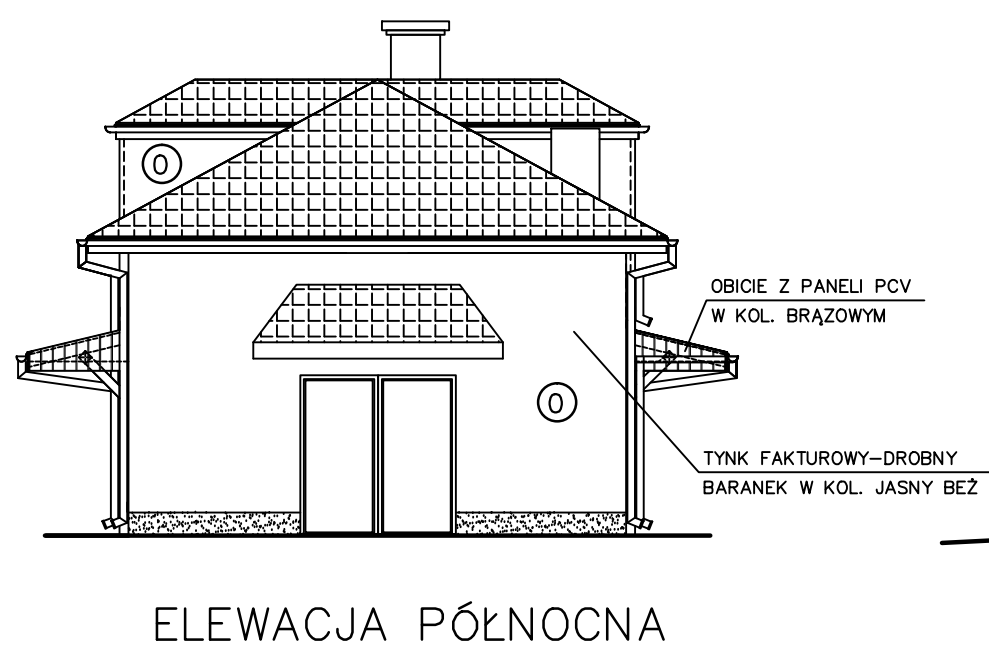 O
OBICIE Z PANELI PCV
W KOL. BRĄZOWYM
O
TYNK FAKTUROWY-DROBNY
BARANEK W KOL. JASNY BEŻ
ELEWACJA PÓŁNOCNA